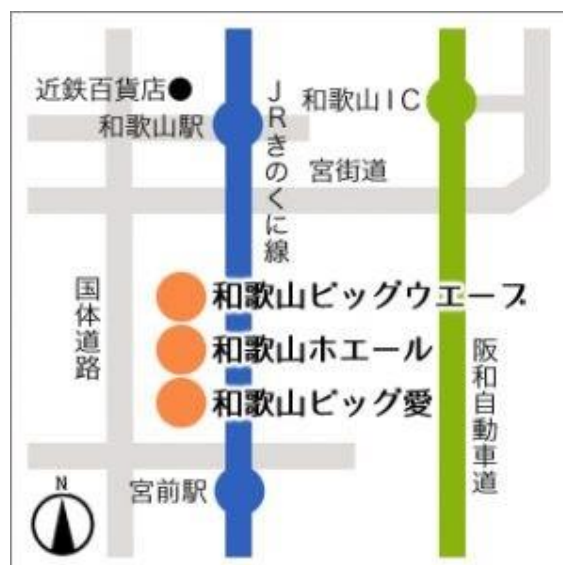 近鉄百貨店
和歌山駅
JRきのくに線
和歌山IC
宮街道
国体道路
和歌山ビッグウエーブ
和歌山ホエール
和歌山ビッグ愛
阪和自動車道
宮前駅
N